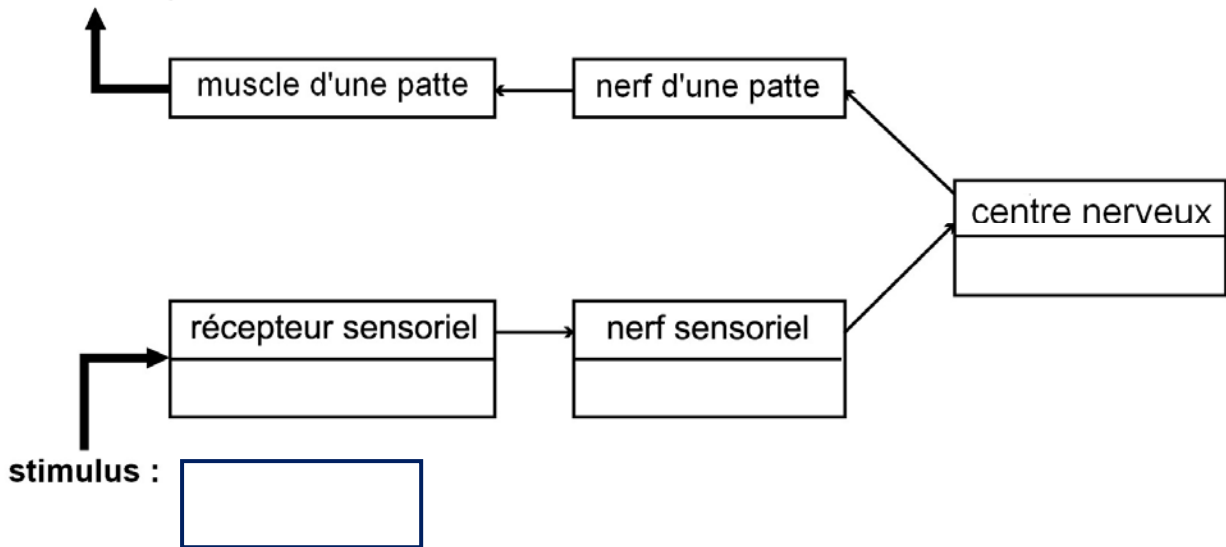 muscle d'une patte
nerf d'une patte
centre nerveux
récepteur sensoriel
nerf sensoriel
stimulus :